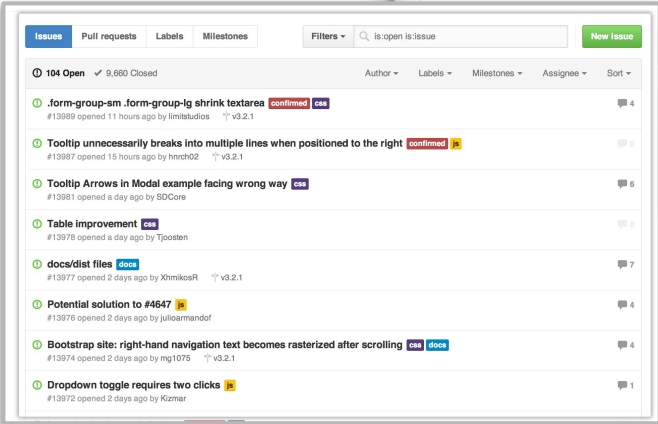 Issues Pull requests Labels Milestones Filters is:open is:issue New Issue
104 Open 9,660 Closed Author Labels Milestones Assignee Sort
.form-group-sm .form-group-lg shrink textarea confirmed css 4
#13989 opened 11 hours ago by limitstudios v3.2.1
Tooltip unnecessarily breaks into multiple lines when positioned to the right confirmed js 0
#13987 opened 15 hours ago by hnrch02 v3.2.1
Tooltip Arrows in Modal example facing wrong way css 6
#13981 opened a day ago by SDCore
Table improvement css 0
#13978 opened a day ago by Tjoosten
docs/dist files docs 7
#13977 opened 2 days ago by XhmikosR v3.2.1
Potential solution to #4647 js 4
#13976 opened 2 days ago by julioarmandof
Bootstrap site: right-hand navigation text becomes rasterized after scrolling css docs 4
#13974 opened 2 days ago by mg1075 v3.2.1
Dropdown toggle requires two clicks js 1
#13972 opened 2 days ago by Kizmar